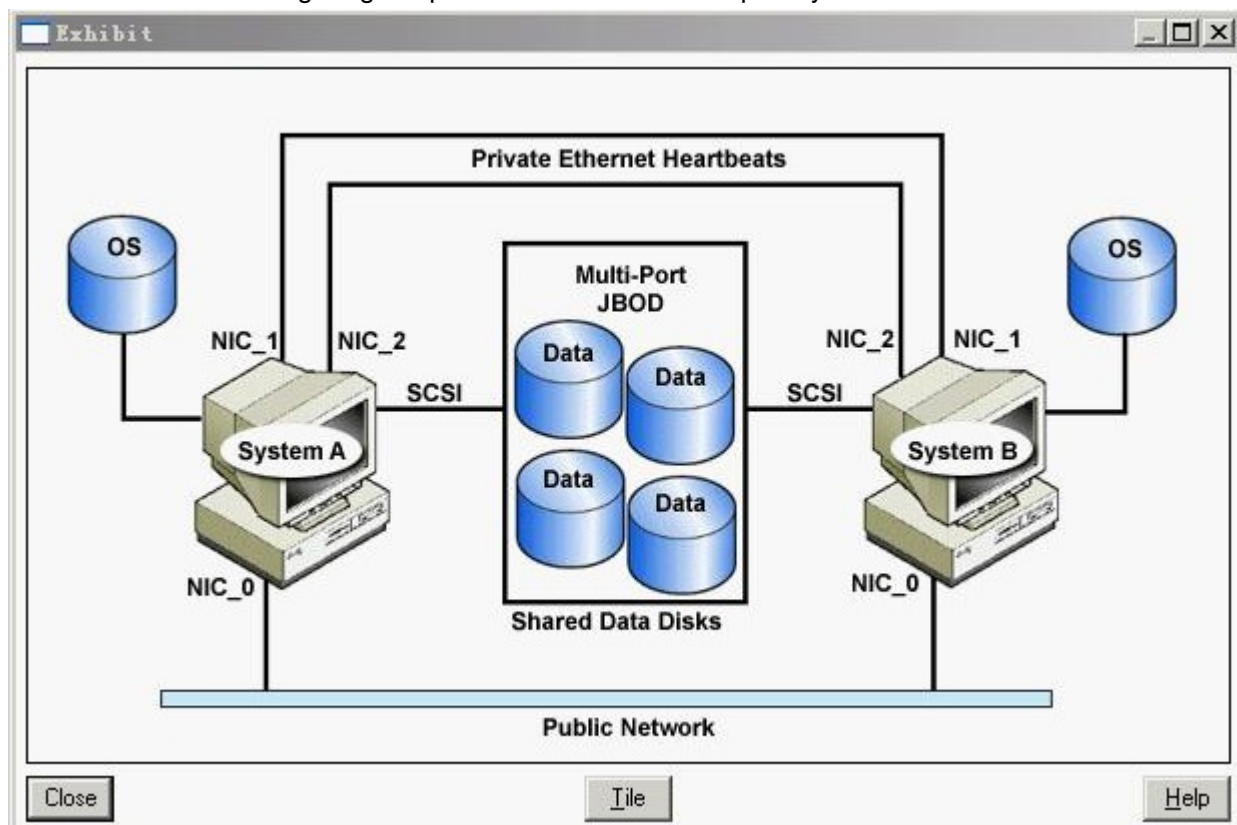 Exhibit
Private Ethernet Heartbeats
OS
OS
Multi-Port
JBOD
NIC_1
NIC_2
NIC_2
NIC_1
Data
Data
SCSI
SCSI
System A
System B
Data
Data
NIC_0
NIC_0
Shared Data Disks
Public Network
Close
Tile
Help